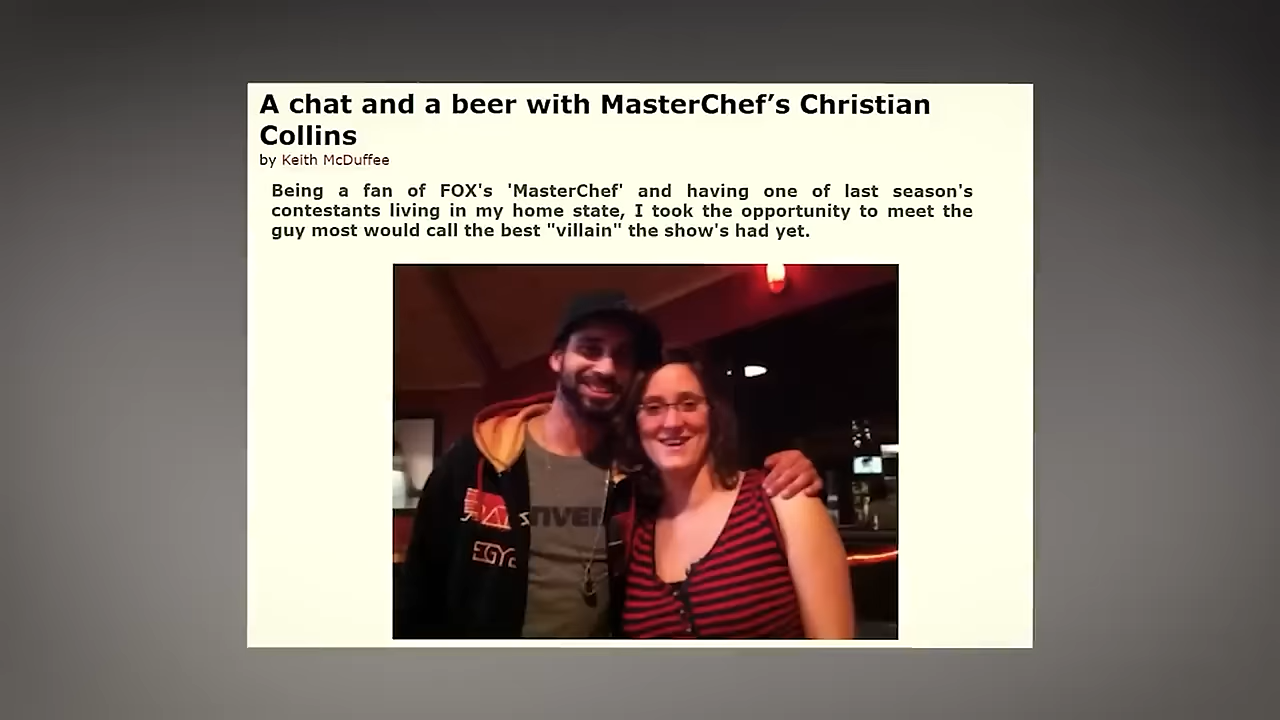 A chat and a beer with MasterChef’s Christian
Collins
by Keith McDuffee
Being a fan of FOX's 'MasterChef' and having one of last season's
contestants living in my home state, I took the opportunity to meet the
guy most would call the best "villain" the show's had yet.